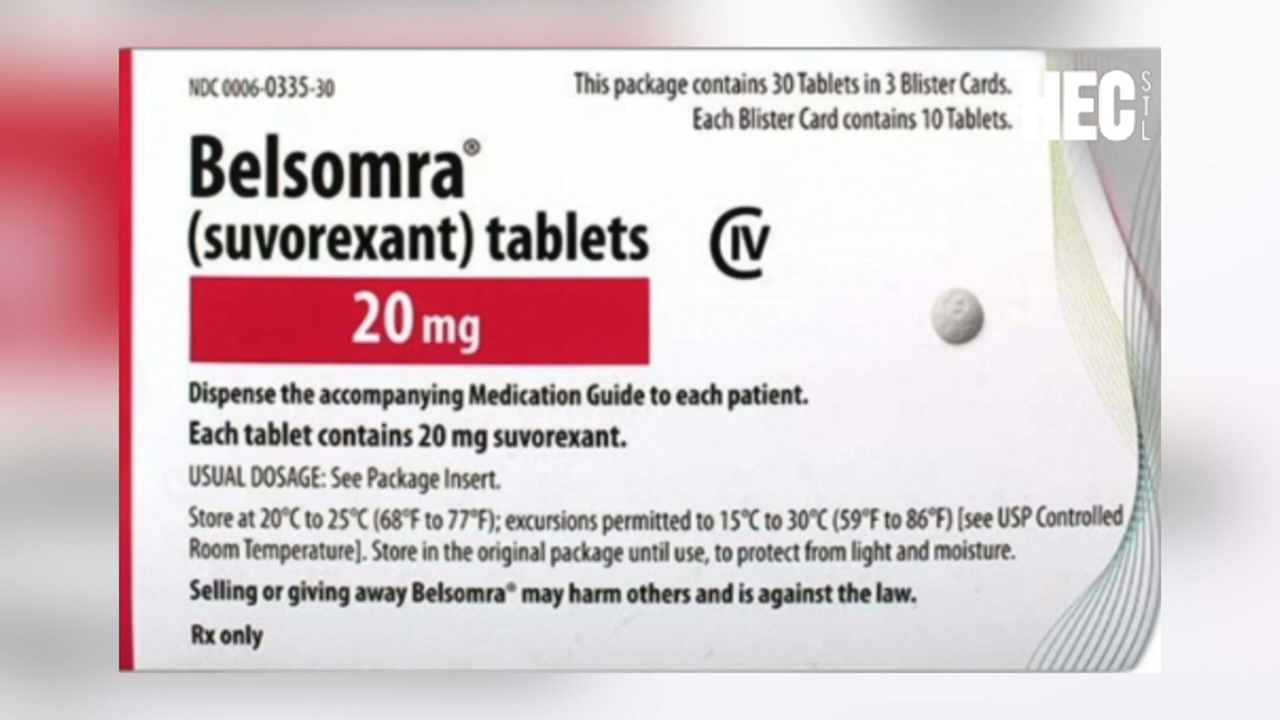 NDC 0006-0335-30
This package contains 30 Tablets in 3 Blister Cards.
Each Blister Card contains 10 Tablets.
HEC STL
Belsomra®
(suvorexant) tablets
CIV
20 mg
Dispense the accompanying Medication Guide to each patient.
Each tablet contains 20 mg suvorexant.
USUAL DOSAGE: See Package Insert.
Store at 20°C to 25°C (68°F to 77°F); excursions permitted to 15°C to 30°C (59°F to 86°F) [see USP Controlled
Room Temperature]. Store in the original package until use, to protect from light and moisture.
Selling or giving away Belsomra® may harm others and is against the law.
Rx only